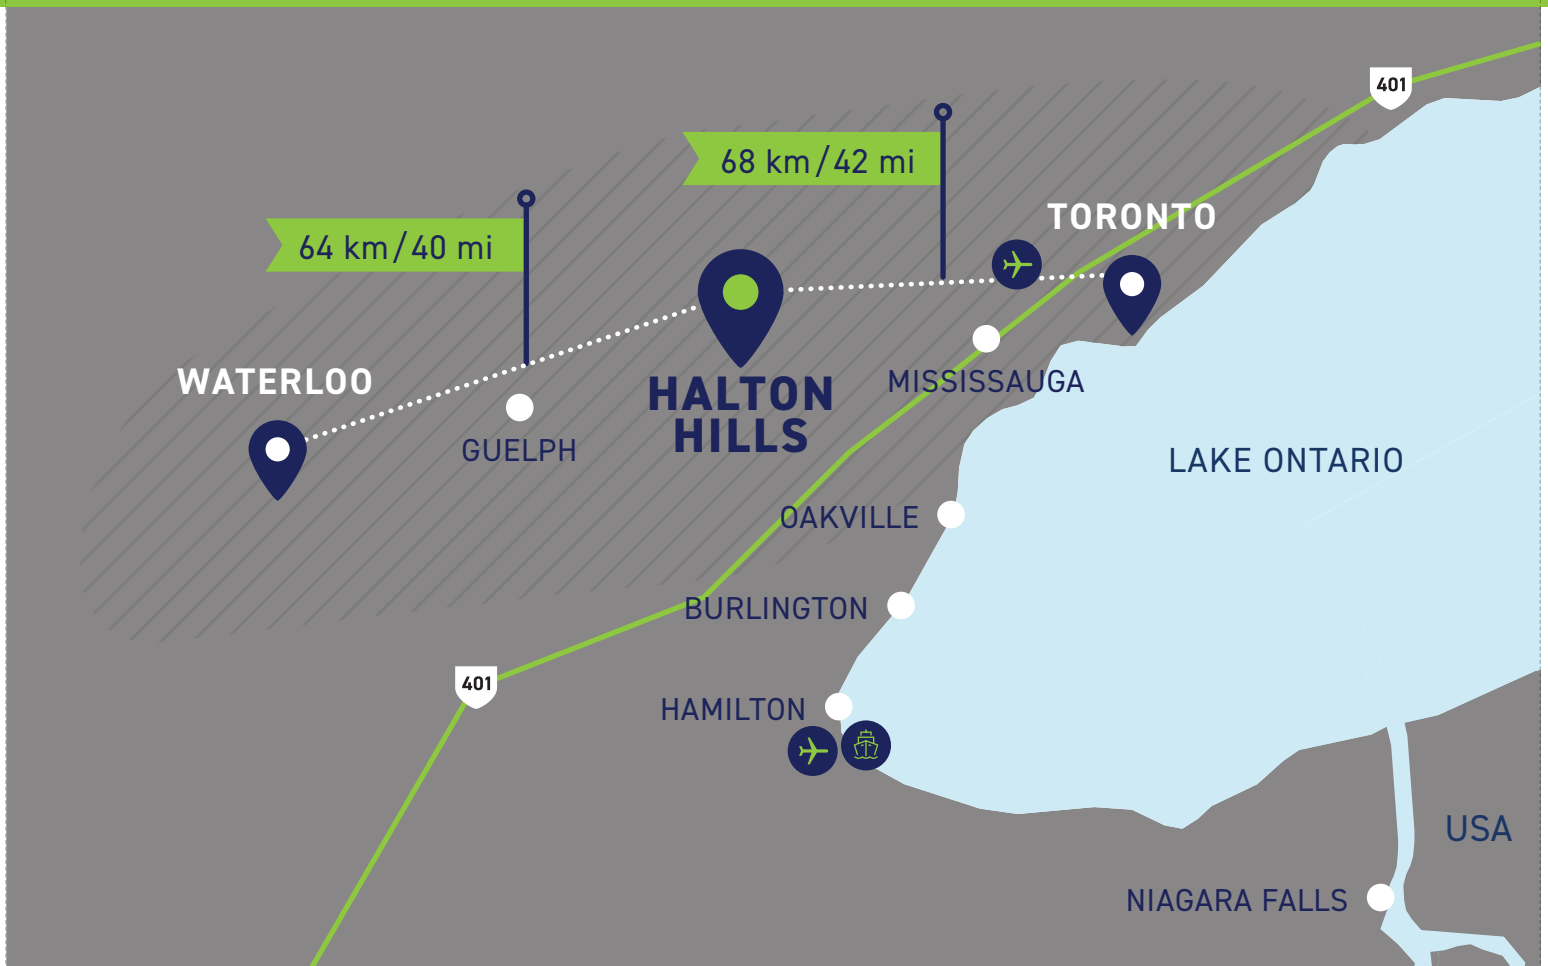 401
68 km/42 mi
TORONTO
64 km/40 mi
WATERLOO
HALTON
HILLS
MISSISSAUGA
GUELPH
LAKE ONTARIO
OAKVILLE
BURLINGTON
401
HAMILTON
USA
NIAGARA FALLS